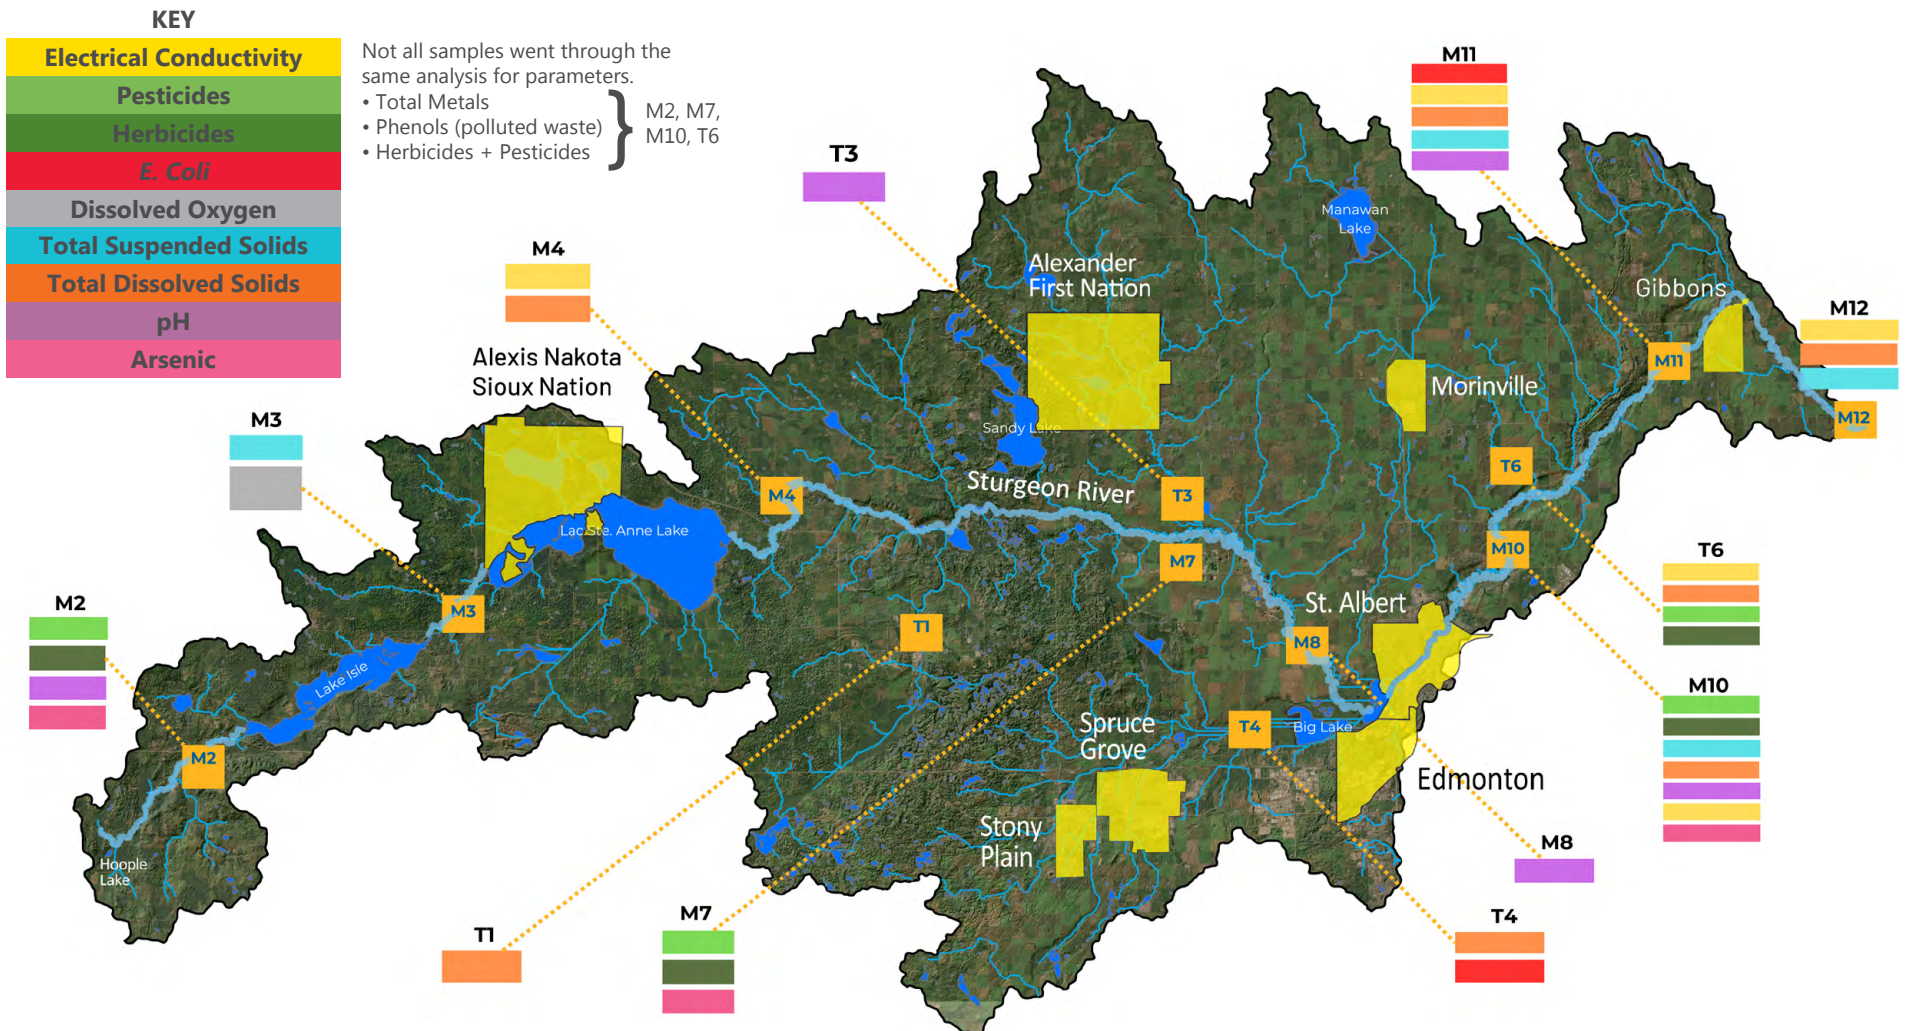 KEY
Electrical Conductivity
Pesticides
Herbicides
E. Coli
Dissolved Oxygen
Total Suspended Solids
Total Dissolved Solids
pH
Arsenic
Not all samples went through the
same analysis for parameters.
• Total Metals
• Phenols (polluted waste)
• Herbicides + Pesticides
M2, M7,
M10, T6
M11
T3
M4
M12
M3
M2
T6
M10
M8
T4
M7
T1
Alexis Nakota
Sioux Nation
Alexander
First Nation
Manawan
Lake
Gibbons
M11
M12
Morinville
Sandy Lake
Sturgeon River
M4
T3
T6
Lac Ste. Anne Lake
M10
M7
M3
T1
St. Albert
M8
Lake Isle
M2
Spruce
Grove
T4
Big Lake
Edmonton
Stony
Plain
Hoople
Lake